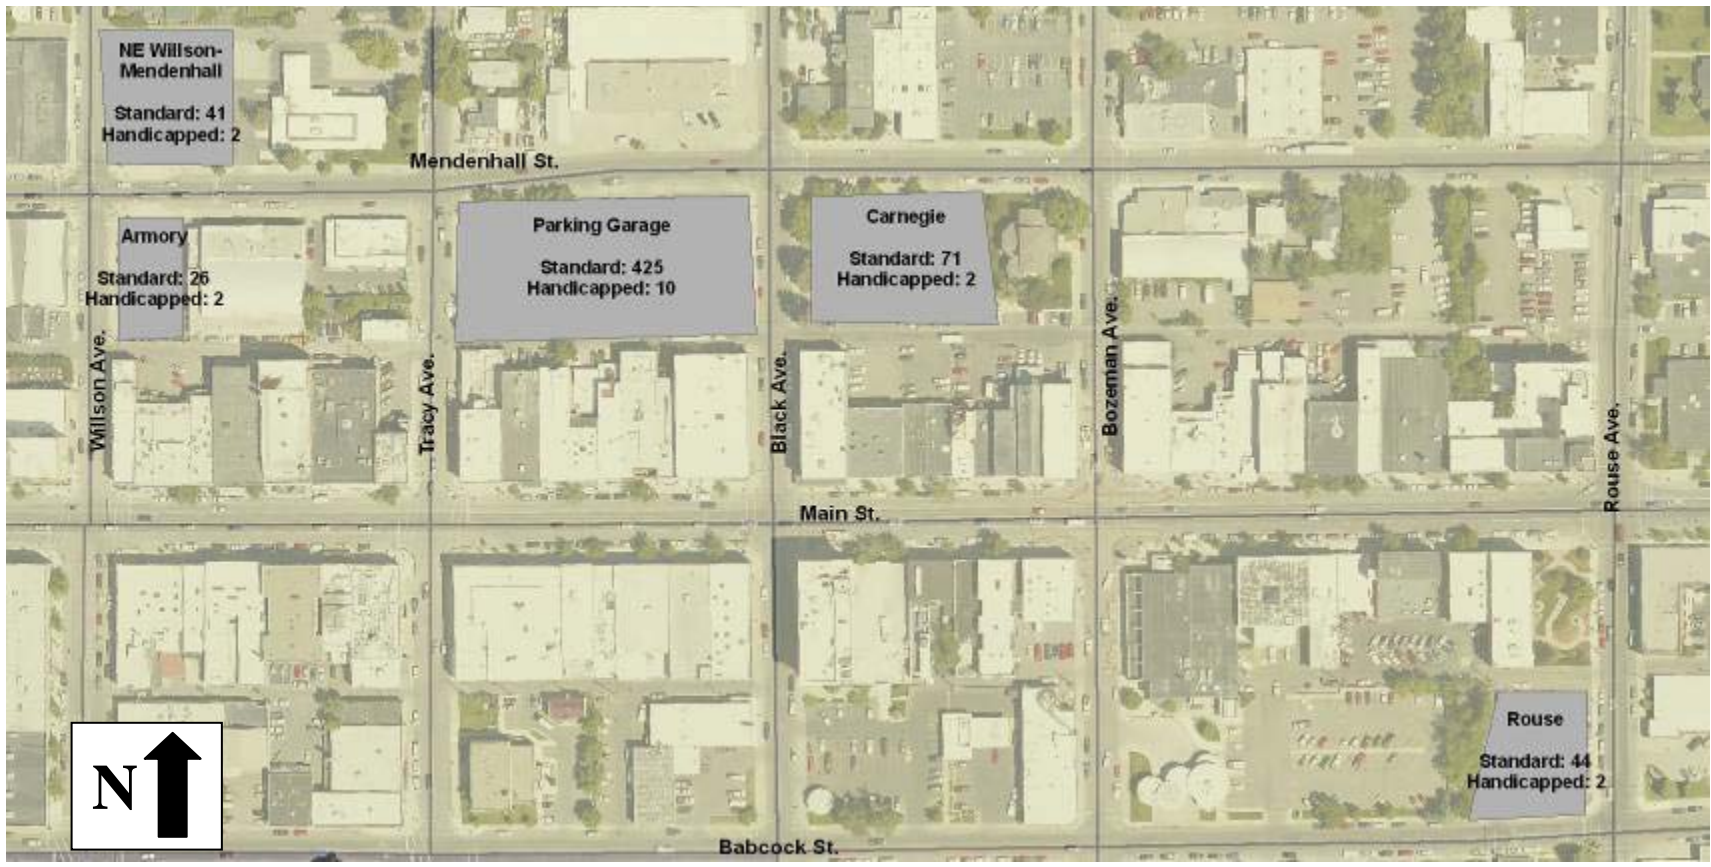 NE Willson-
Mendenhall
Standard: 41
Handicapped: 2
Mendenhall St.
Armory
Standard: 26
Handicapped: 2
Parking Garage
Standard: 425
Handicapped: 10
Carnegie
Standard: 71
Handicapped: 2
Willson Ave.
Tracy Ave.
Black Ave.
Bozeman Ave.
Rouse Ave.
Main St.
Rouse
Standard: 44
Handicapped: 2
N
Babcock St.